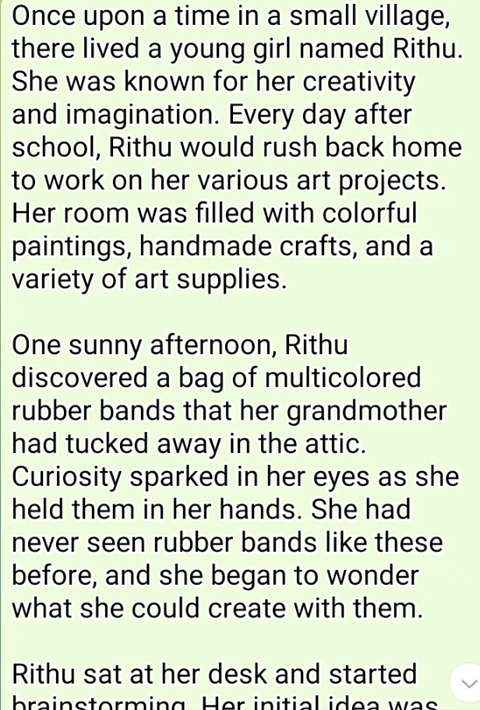 Once upon a time in a small village,
there lived a young girl named Rithu.
She was known for her creativity
and imagination. Every day after
school, Rithu would rush back home
to work on her various art projects.
Her room was filled with colorful
paintings, handmade crafts, and a
variety of art supplies.
One sunny afternoon, Rithu
discovered a bag of multicolored
rubber bands that her grandmother
had tucked away in the attic.
Curiosity sparked in her eyes as she
held them in her hands. She had
never seen rubber bands like these
before, and she began to wonder
what she could create with them.
Rithu sat at her desk and started
brainstorming. Her initial idea was